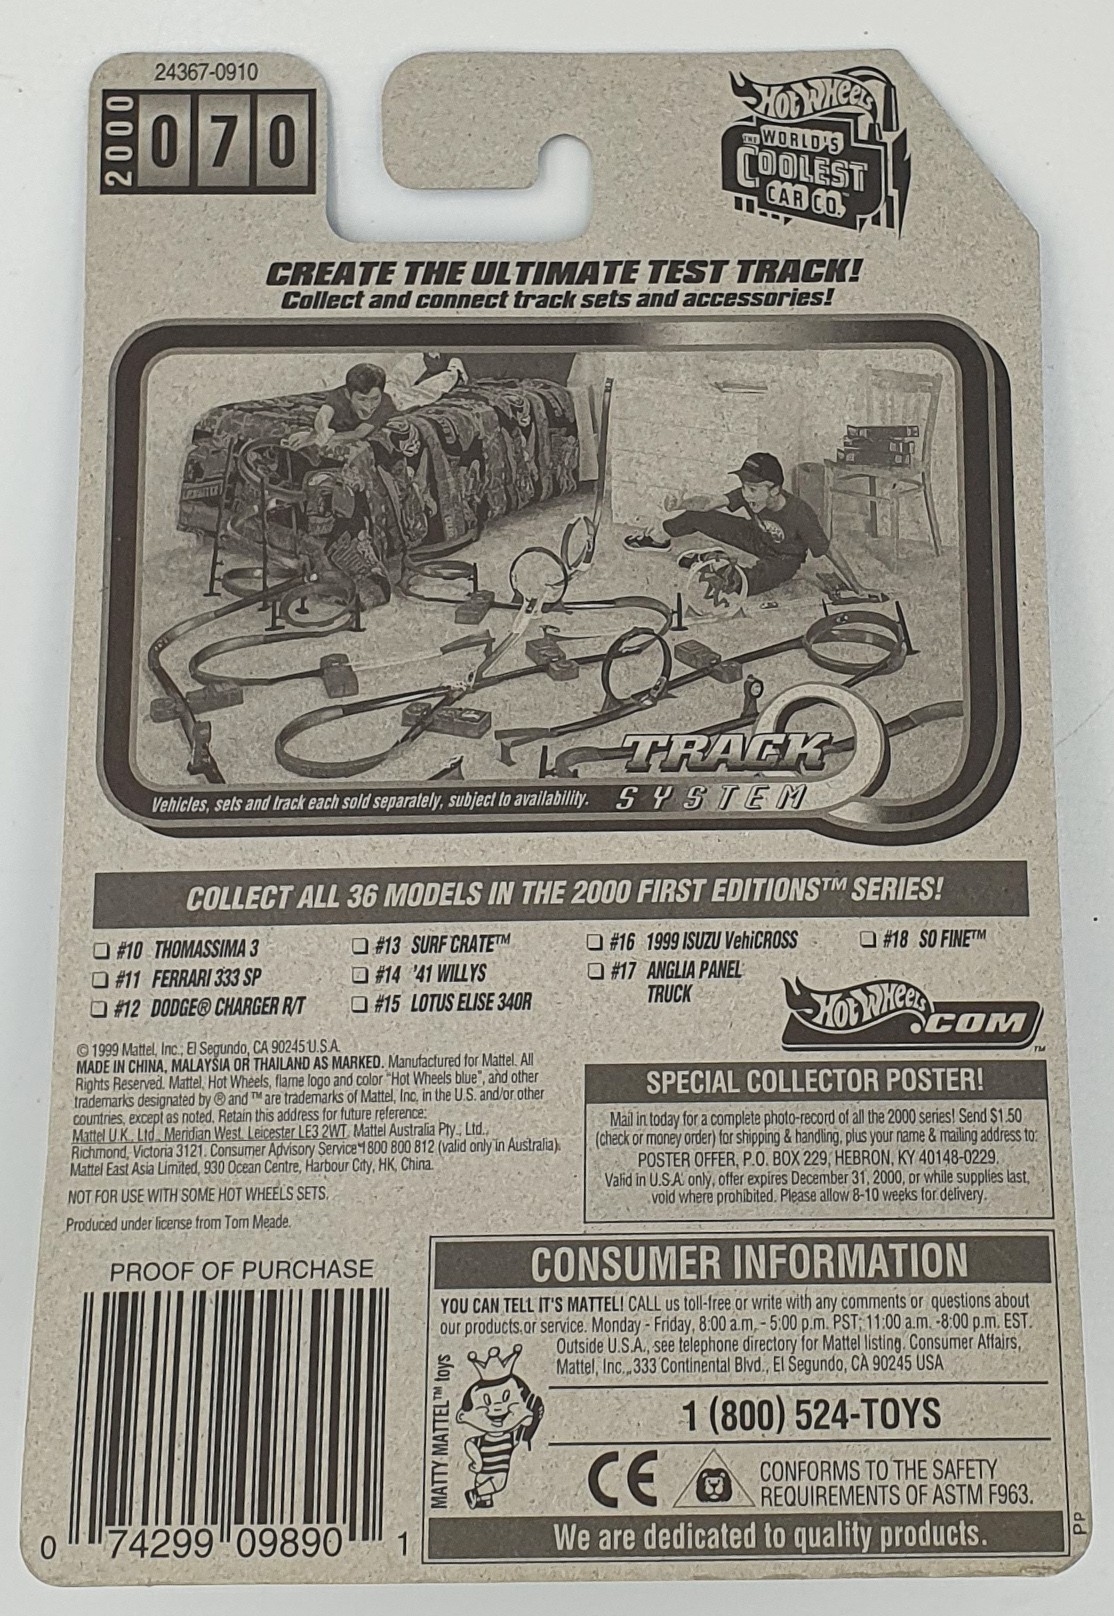 24367-0910
2000
070
HOT WHEELS
THE WORLD'S
COOLEST
CAR CO.™
CREATE THE ULTIMATE TEST TRACK!
Collect and connect track sets and accessories!
TRACK
SYSTEM
Vehicles, sets and track each sold separately, subject to availability.
COLLECT ALL 36 MODELS IN THE 2000 FIRST EDITIONS™ SERIES!
#10 THOMASSIMA 3
#11 FERRARI 333 SP
#12 DODGE® CHARGER R/T
#13 SURF CRATE™
#14 '41 WILLYS
#15 LOTUS ELISE 340R
#16 1999 ISUZU VehiCROSS
#17 ANGLIA PANEL
TRUCK
#18 SO FINE™
HOT WHEELS
.COM™
© 1999 Mattel, Inc., El Segundo, CA 90245 U.S.A.
MADE IN CHINA, MALAYSIA OR THAILAND AS MARKED. Manufactured for Mattel. All
Rights Reserved. Mattel, Hot Wheels, flame logo and color "Hot Wheels blue", and other
trademarks designated by ® and ™ are trademarks of Mattel, Inc, in the U.S. and/or other
countries, except as noted. Retain this address for future reference:
Mattel U.K., Ltd., Meridian West, Leicester LE3 2WT. Mattel Australia Pty., Ltd.,
Richmond, Victoria 3121. Consumer Advisory Service 1 800 800 812 (valid only in Australia).
Mattel East Asia Limited, 930 Ocean Centre, Harbour City, HK, China.
NOT FOR USE WITH SOME HOT WHEELS SETS.
Produced under license from Tom Meade.
SPECIAL COLLECTOR POSTER!
Mail in today for a complete photo-record of all the 2000 series! Send $1.50
(check or money order) for shipping & handling, plus your name & mailing address to:
POSTER OFFER, P.O. BOX 229, HEBRON, KY 40148-0229.
Valid in U.S.A. only, offer expires December 31, 2000, or while supplies last,
void where prohibited. Please allow 8-10 weeks for delivery.
PROOF OF PURCHASE
0 74299 09890 1
CONSUMER INFORMATION
YOU CAN TELL IT'S MATTEL! CALL us toll-free or write with any comments or questions about
our products or service. Monday - Friday, 8:00 a.m. - 5:00 p.m. PST; 11:00 a.m. -8:00 p.m. EST.
Outside U.S.A., see telephone directory for Mattel listing. Consumer Affairs,
Mattel, Inc., 333 Continental Blvd., El Segundo, CA 90245 USA
MATTY MATTEL™ toys
1 (800) 524-TOYS
CE
CONFORMS TO THE SAFETY
REQUIREMENTS OF ASTM F963.
We are dedicated to quality products.
PP